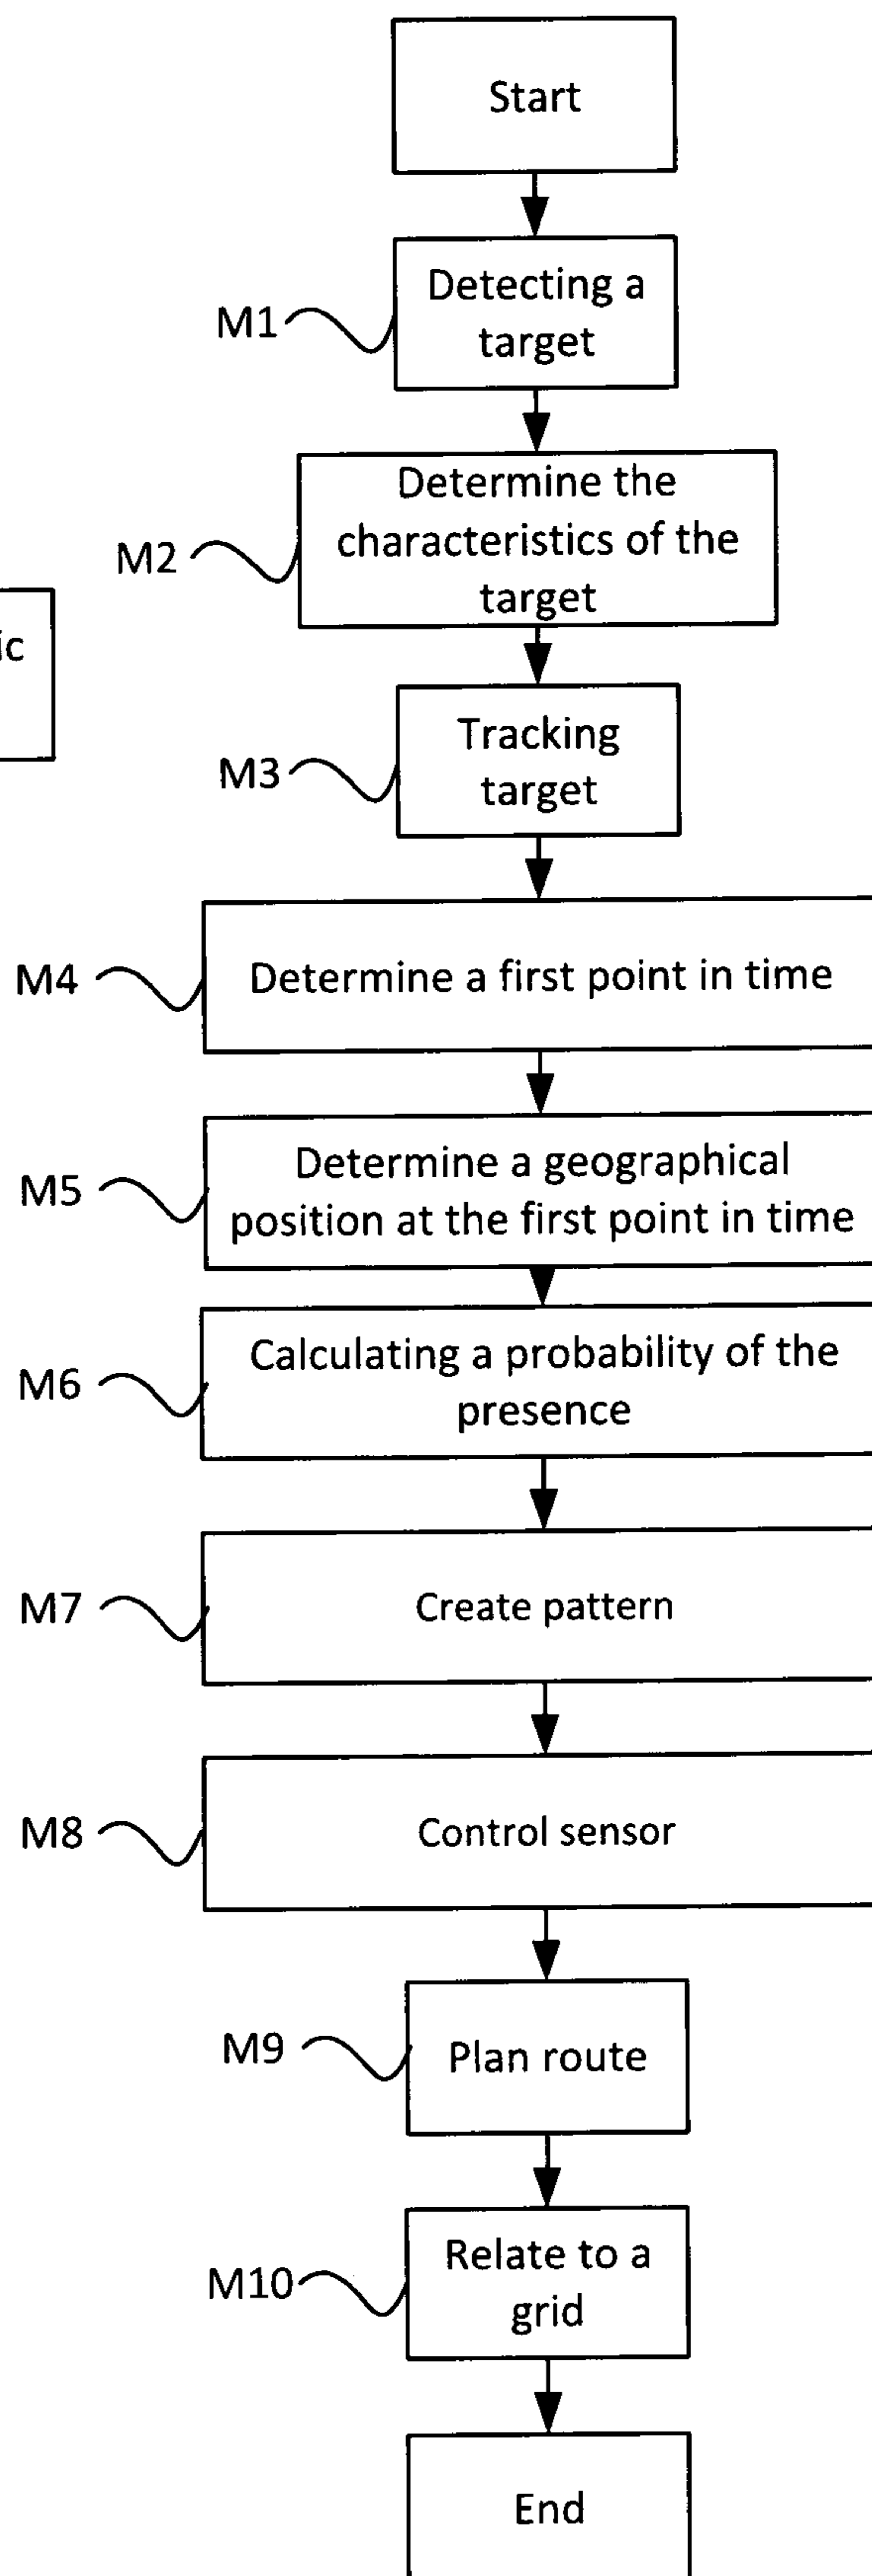 Start
M1
Detecting a
target
M2
Determine the
characteristics of the
target
ic
M3
Tracking
target
M4
Determine a first point in time
M5
Determine a geographical
position at the first point in time
M6
Calculating a probability of the
presence
M7
Create pattern
M8
Control sensor
M9
Plan route
M10
Relate to a
grid
End